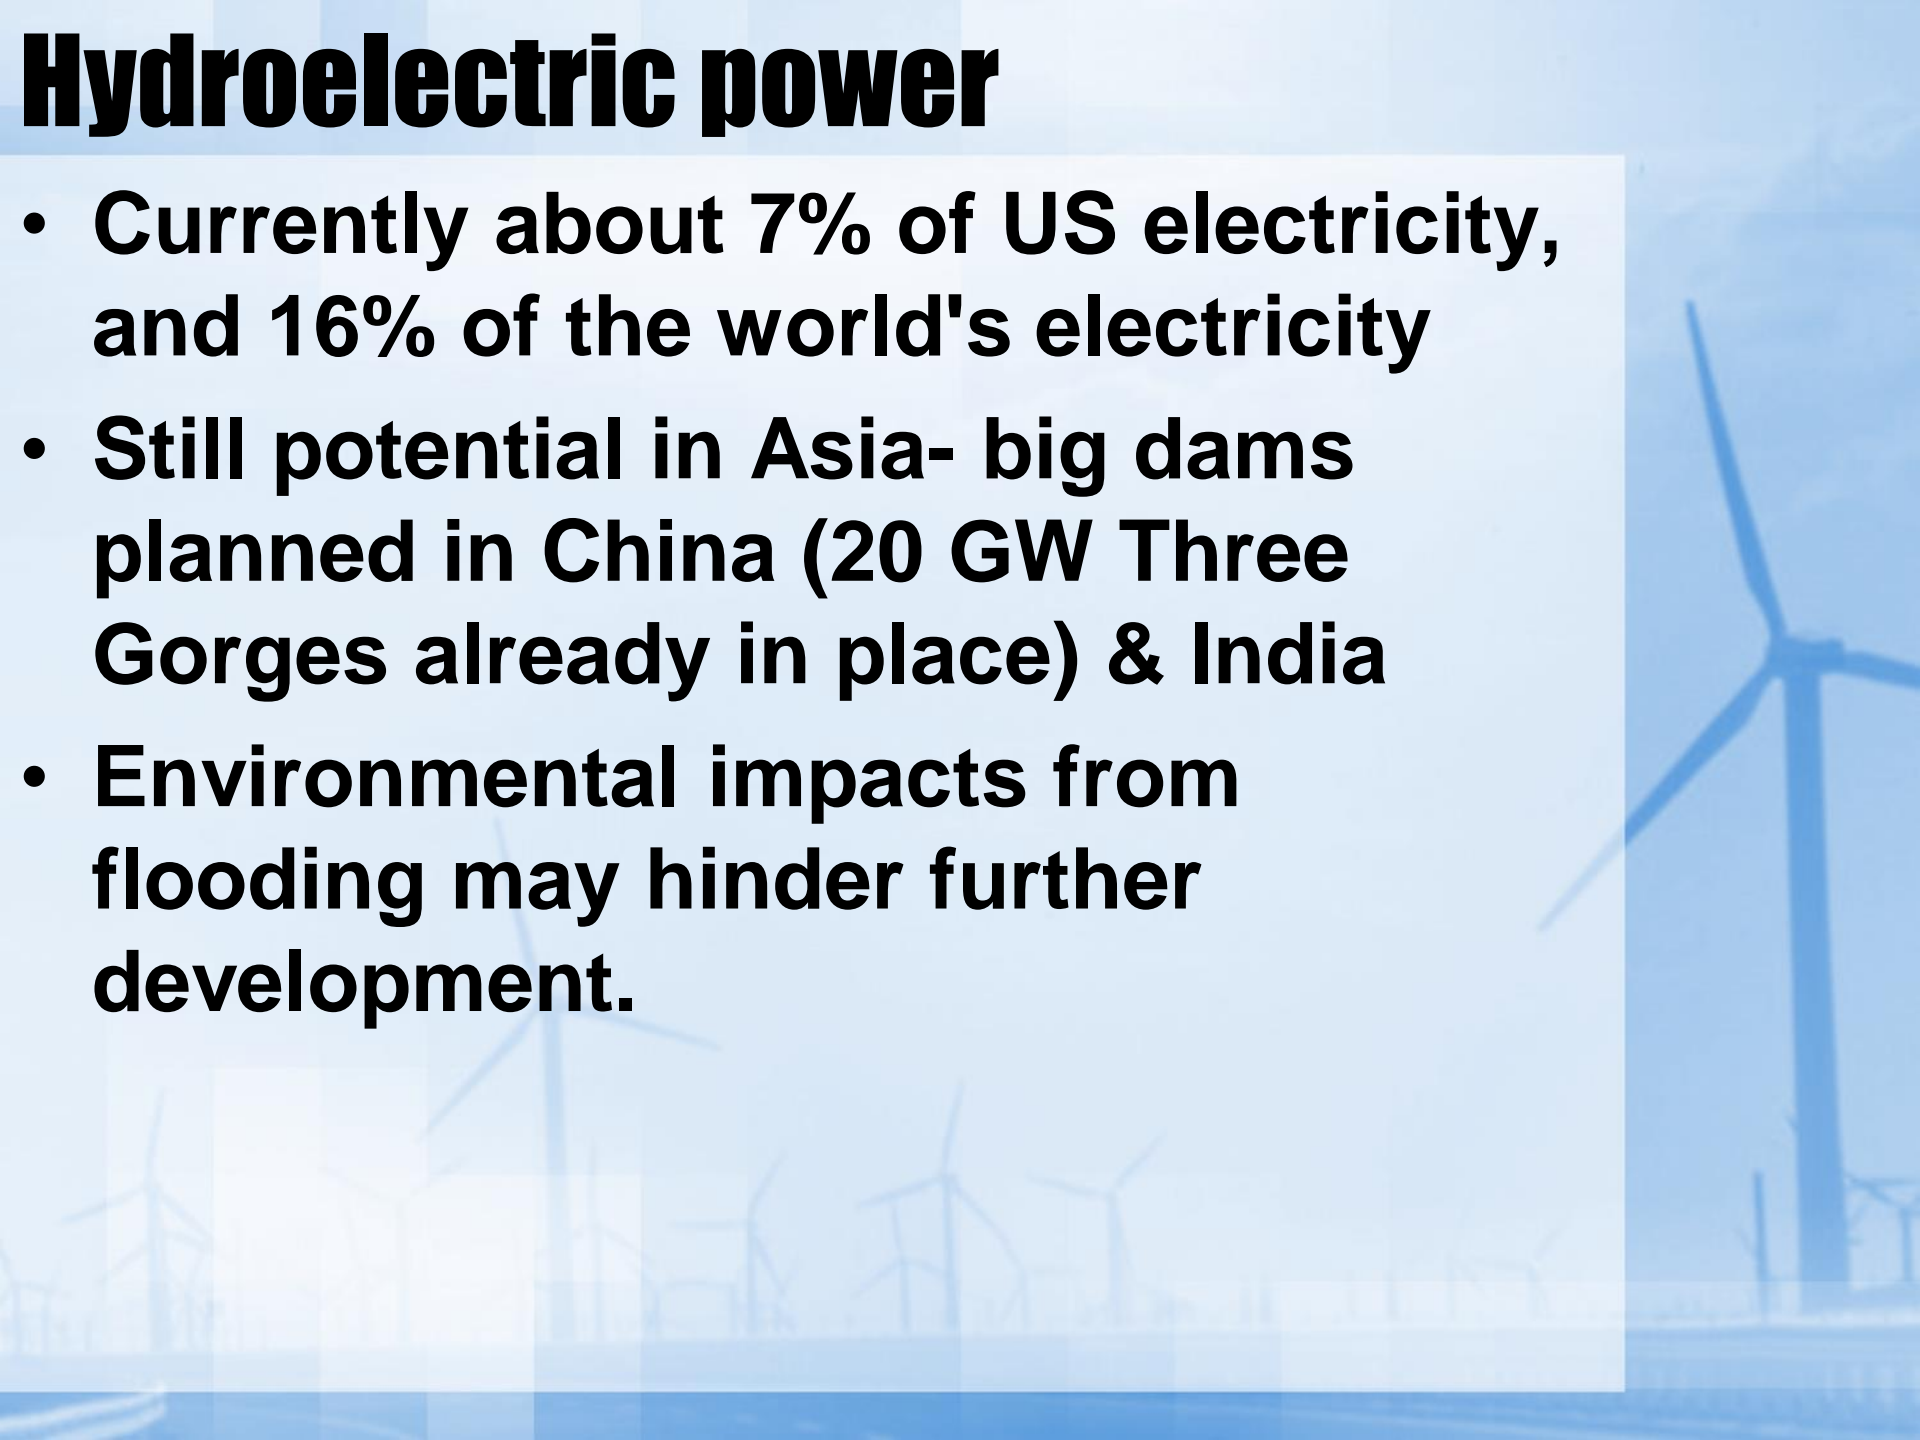 Hydroelectric power
• Currently about 7% of US electricity,
and 16% of the world's electricity
• Still potential in Asia- big dams
planned in China (20 GW Three
Gorges already in place) & India
• Environmental impacts from
flooding may hinder further
development.